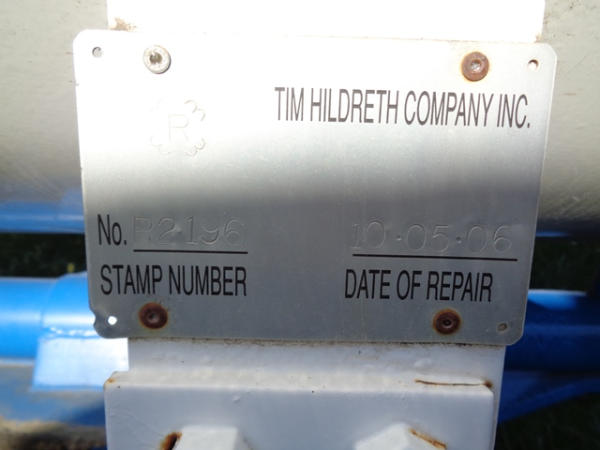 R
TIM HILDRETH COMPANY INC.
No. R2196 10·05·06
STAMP NUMBER DATE OF REPAIR